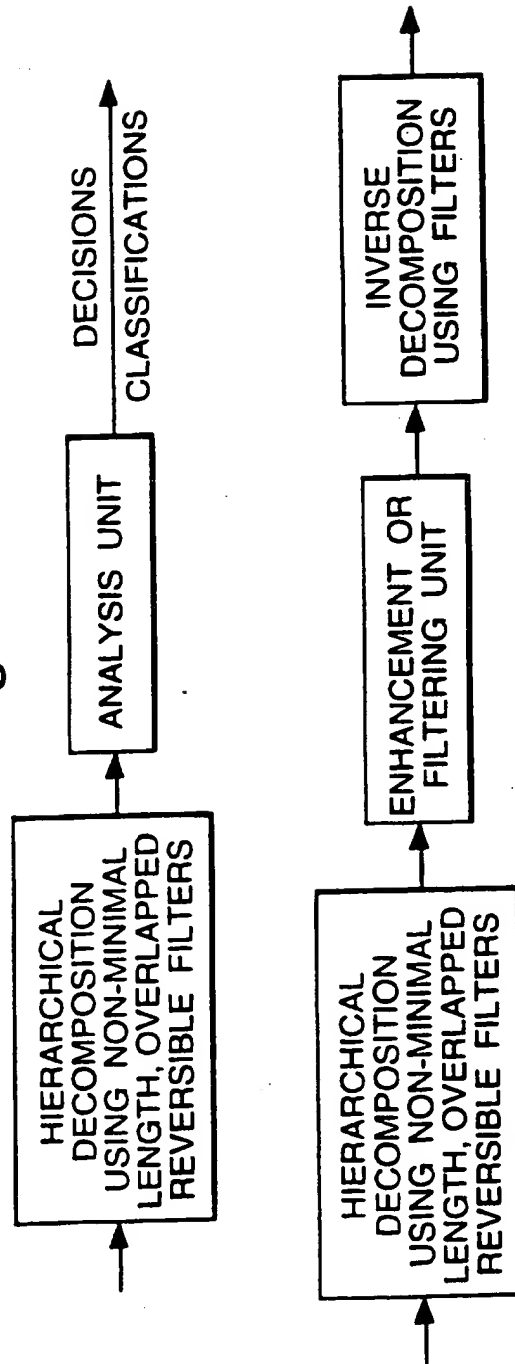 HIERARCHICAL
DECOMPOSITION
USING NON-MINIMAL
LENGTH, OVERLAPPED
REVERSIBLE FILTERS
ANALYSIS UNIT
DECISIONS
CLASSIFICATIONS
HIERARCHICAL
DECOMPOSITION
USING NON-MINIMAL
LENGTH, OVERLAPPED
REVERSIBLE FILTERS
ENHANCEMENT OR
FILTERING UNIT
INVERSE
DECOMPOSITION
USING FILTERS